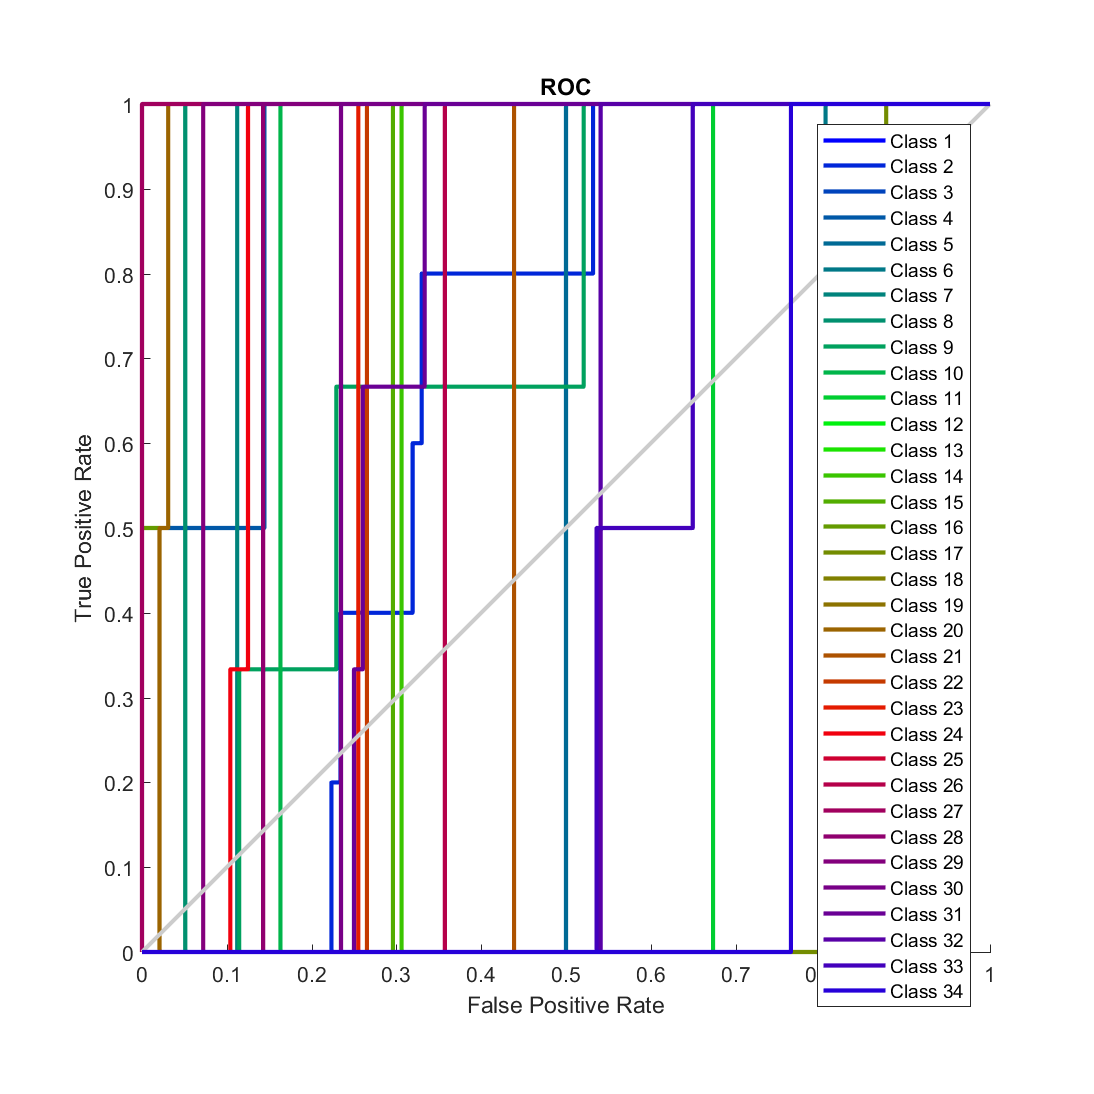 ROC
1
0.9
0.8
0.7
0.6
0.5
0.4
0.3
0.2
0.1
0
True Positive Rate
0 0.1 0.2 0.3 0.4 0.5 0.6 0.7 1
False Positive Rate
Class 1
Class 2
Class 3
Class 4
Class 5
Class 6
Class 7
Class 8
Class 9
Class 10
Class 11
Class 12
Class 13
Class 14
Class 15
Class 16
Class 17
Class 18
Class 19
Class 20
Class 21
Class 22
Class 23
Class 24
Class 25
Class 26
Class 27
Class 28
Class 29
Class 30
Class 31
Class 32
Class 33
Class 34